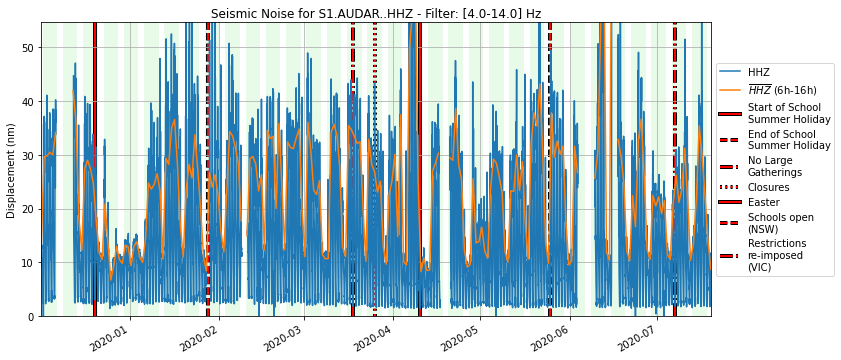 Seismic Noise for S1.AUDAR..HHZ - Filter: [4.0-14.0] Hz
Displacement (nm)
50
40
30
20
10
0
2020-01
2020-02
2020-03
2020-04
2020-05
2020-06
2020-07
HHZ
HHZ (6h-16h)
Start of School
Summer Holiday
End of School
Summer Holiday
No Large
Gatherings
Closures
Easter
Schools open
(NSW)
Restrictions
re-imposed
(VIC)